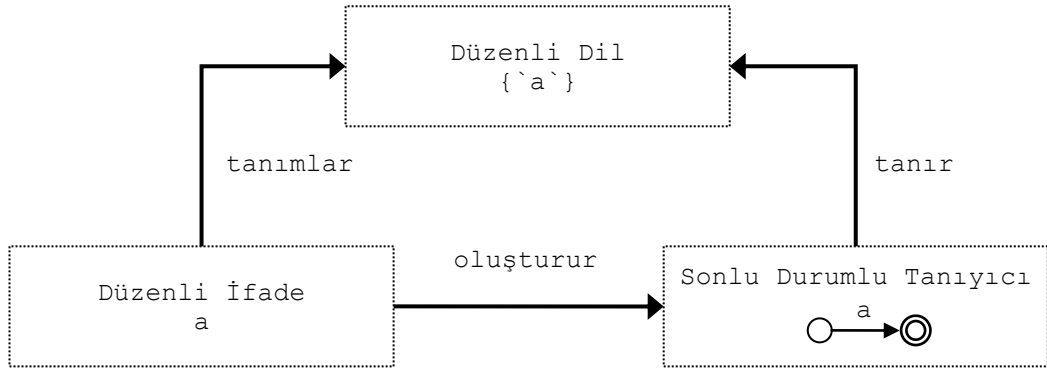 Düzenli Dil
{`a`}
tanımlar
tanır
oluşturur
Düzenli İfade
a
Sonlu Durumlu Tanıyıcı
a